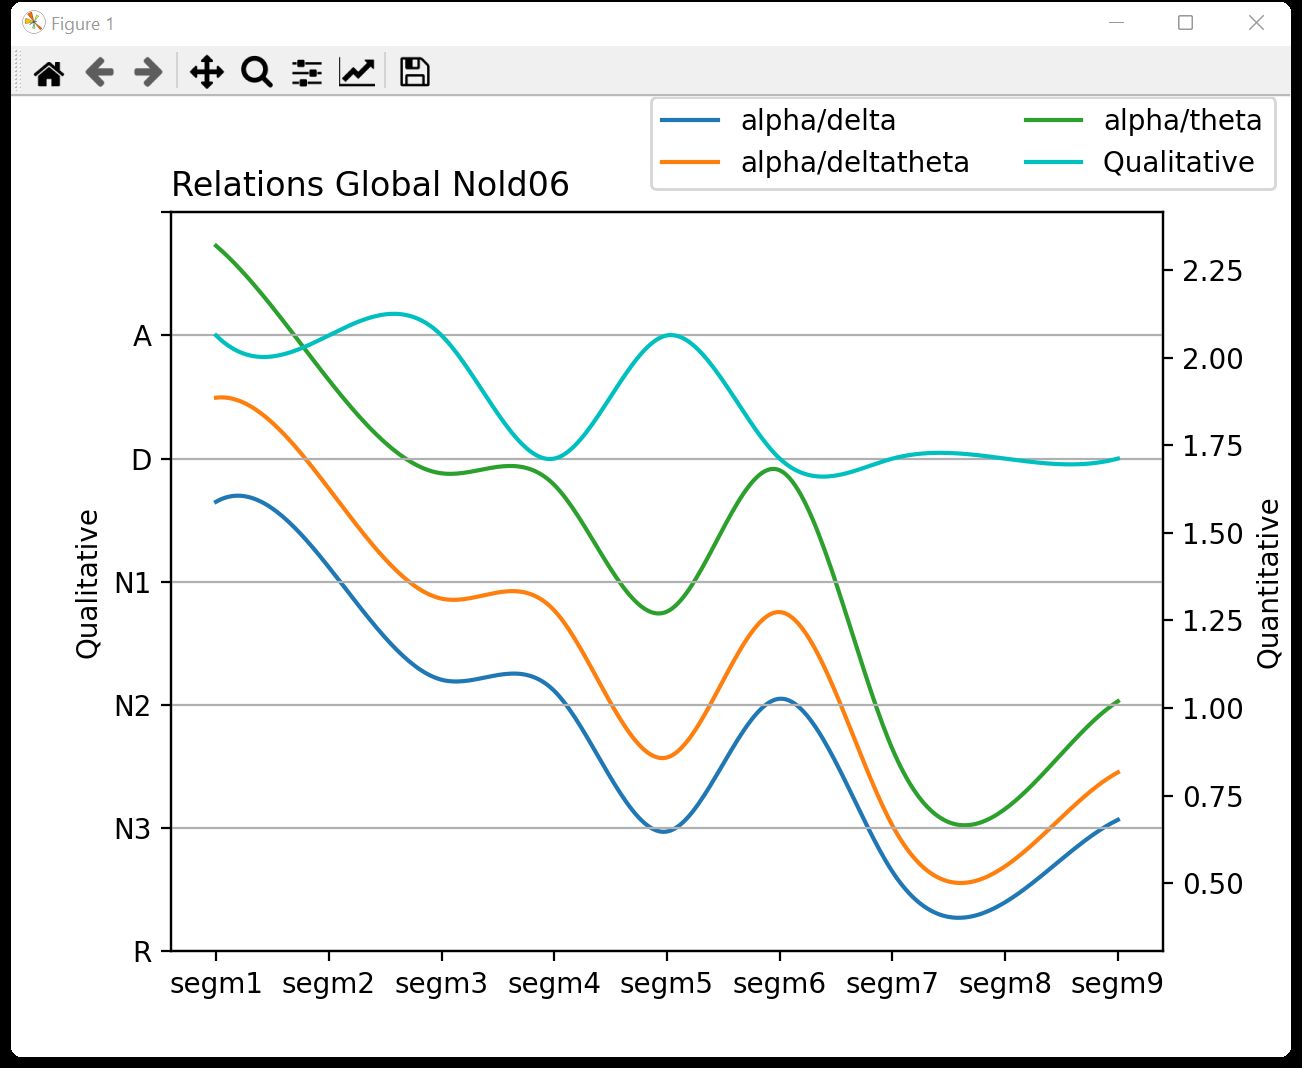 Figure 1
alpha/delta
alpha/deltatheta
alpha/theta
Qualitative
Relations Global Nold06
Qualitative
A
D
N1
N2
N3
R
2.25
2.00
1.75
1.50
1.25
1.00
0.75
0.50
Quantitative
segm1 segm2 segm3 segm4 segm5 segm6 segm7 segm8 segm9